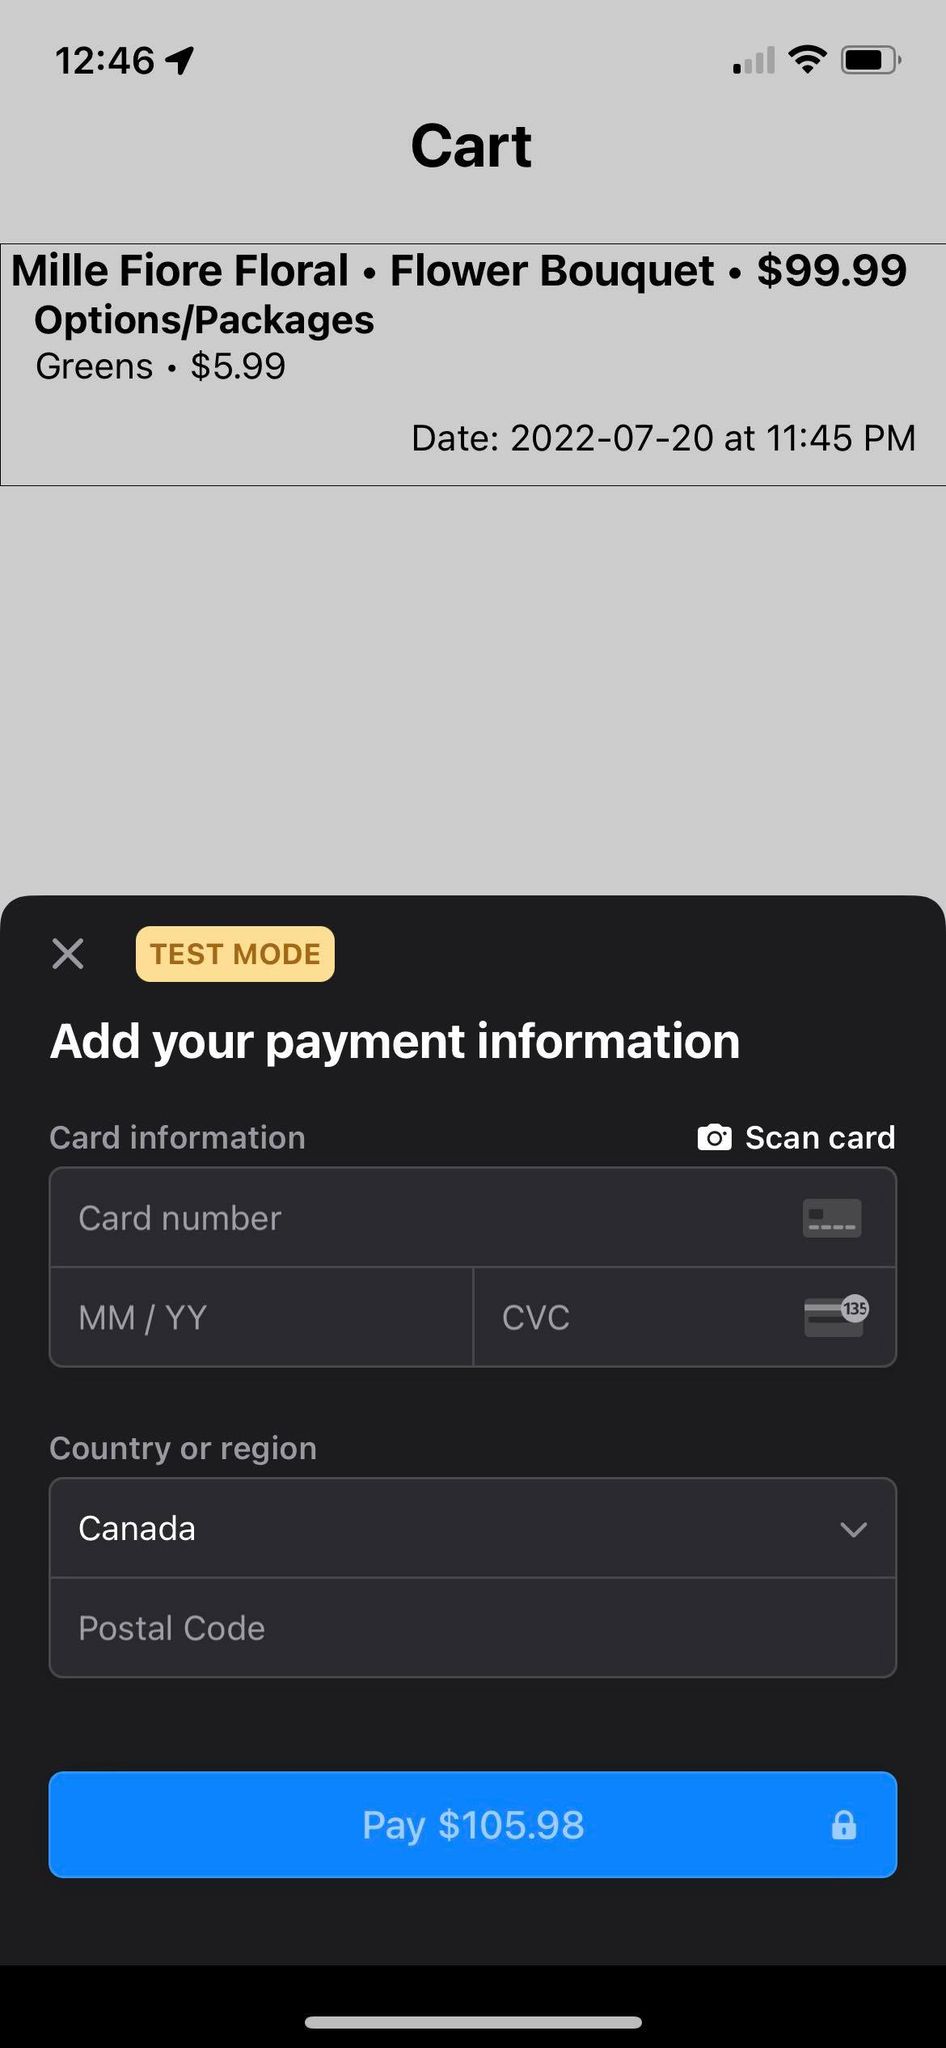 12:46
Cart
Mille Fiore Floral • Flower Bouquet • $99.99
Options/Packages
Greens • $5.99
Date: 2022-07-20 at 11:45 PM
TEST MODE
Add your payment information
Card information
Scan card
Card number
MM / YY
CVC
135
Country or region
Canada
Postal Code
Pay $105.98